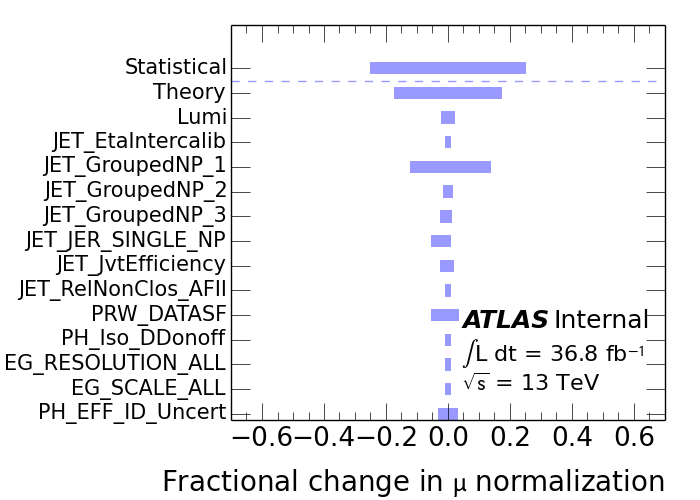 Statistical
Theory
Lumi
JET_EtaIntercalib
JET_GroupedNP_1
JET_GroupedNP_2
JET_GroupedNP_3
JET_JER_SINGLE_NP
JET_JvtEfficiency
JET_RelNonClos_AFII
PRW_DATASF
ATLAS Internal
PH_Iso_DDonoff
∫L dt = 36.8 fb⁻¹
EG_RESOLUTION_ALL
√s = 13 TeV
EG_SCALE_ALL
PH_EFF_ID_Uncert
−0.6 −0.4 −0.2 0.0 0.2 0.4 0.6
Fractional change in μ normalization